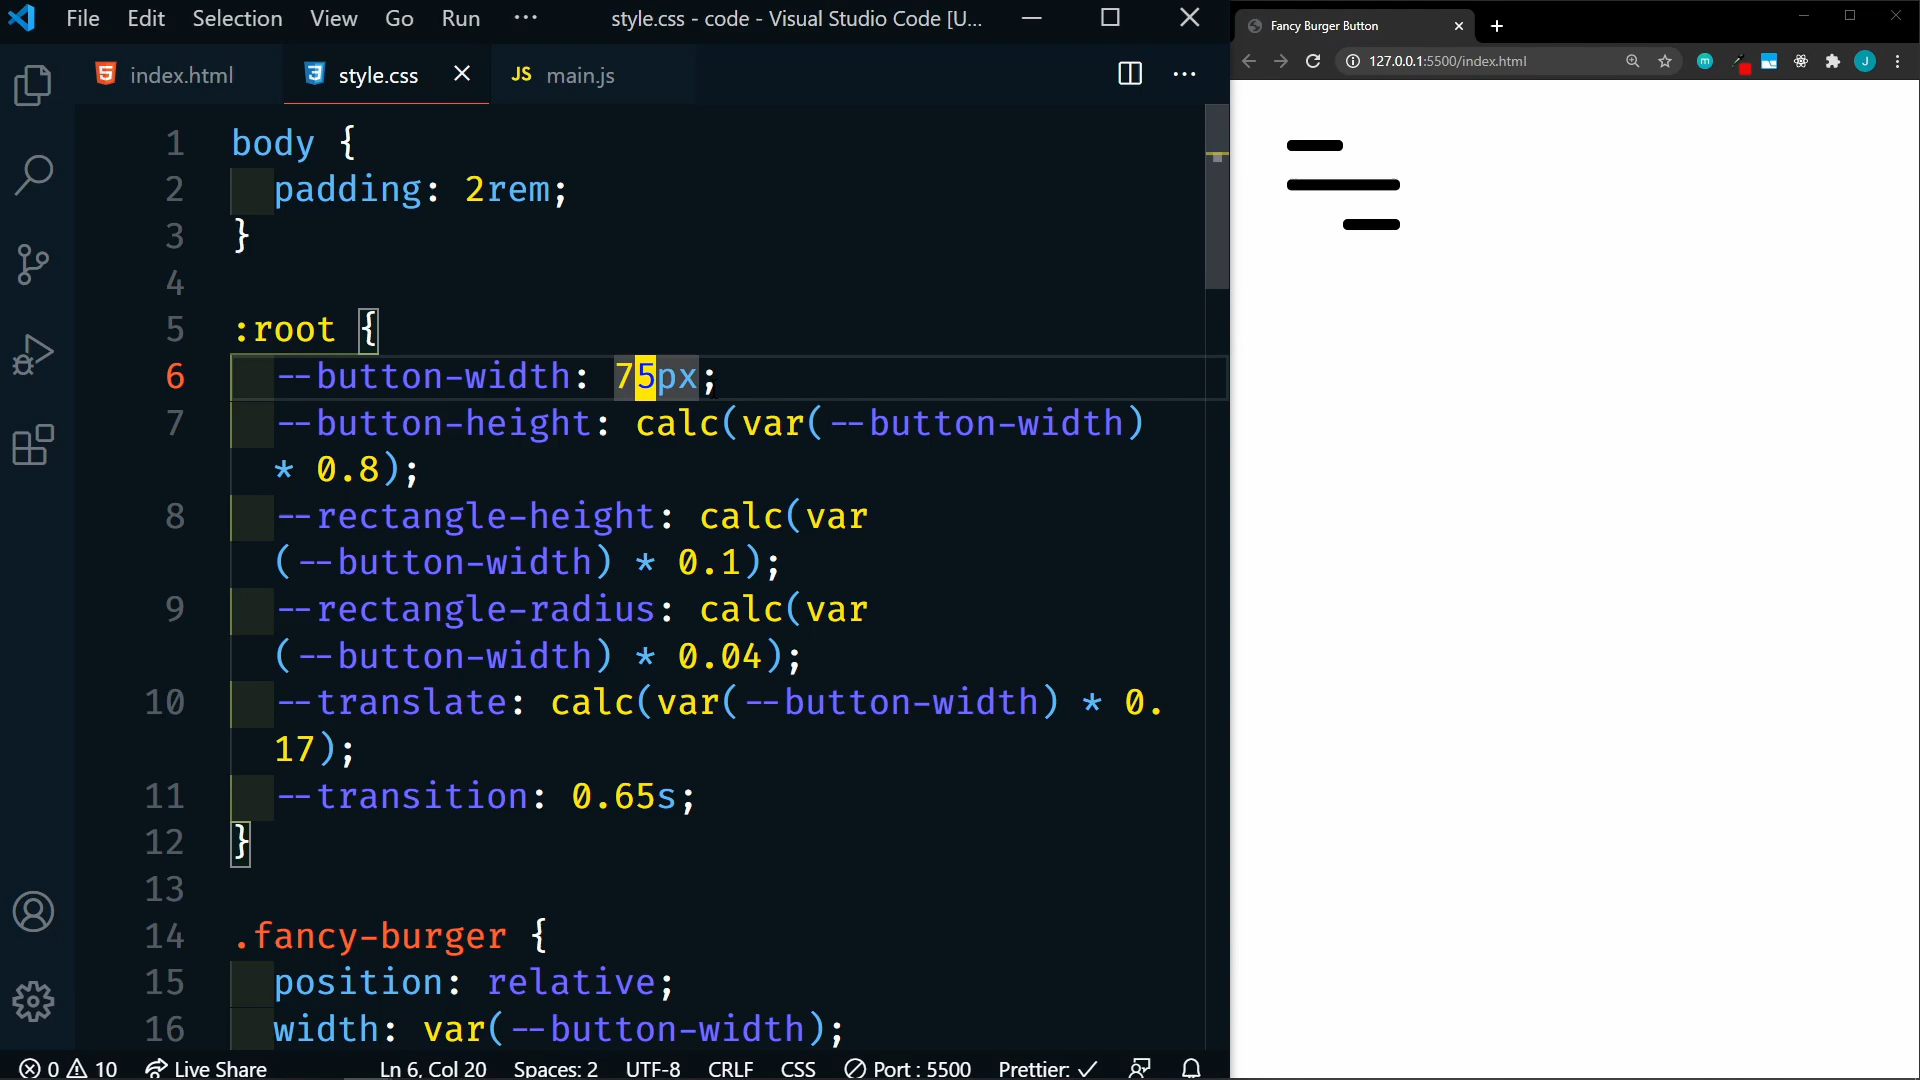 File Edit Selection View Go Run ··· style.css - code - Visual Studio Code [U...
index.html style.css JS main.js
1 body {
2 padding: 2rem;
3 }
4
5 :root {
6 --button-width: 75px;
7 --button-height: calc(var(--button-width)
* 0.8);
8 --rectangle-height: calc(var
(--button-width) * 0.1);
9 --rectangle-radius: calc(var
(--button-width) * 0.04);
10 --translate: calc(var(--button-width) * 0.
17);
11 --transition: 0.65s;
12 }
13
14 .fancy-burger {
15 position: relative;
16 width: var(--button-width);
0 10 Live Share Ln 6, Col 20 Spaces: 2 UTF-8 CRLF CSS Port : 5500 Prettier: ✓
Fancy Burger Button
127.0.0.1:5500/index.html
m J